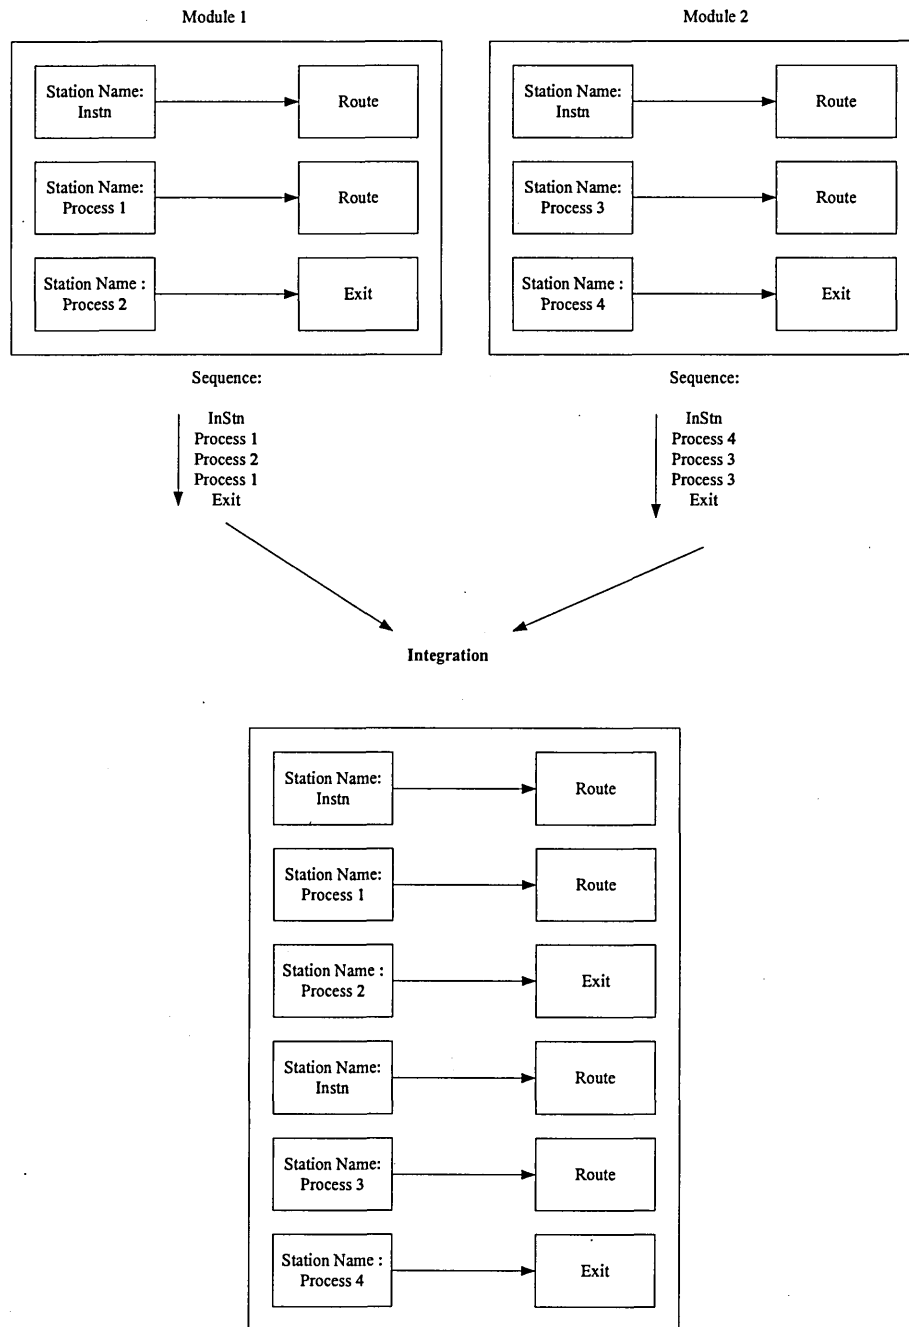 Module 1
Station Name:
Instn
Route
Station Name:
Process 1
Route
Station Name :
Process 2
Exit
Sequence:
InStn
Process 1
Process 2
Process 1
Exit
Module 2
Station Name:
Instn
Route
Station Name:
Process 3
Route
Station Name :
Process 4
Exit
Sequence:
InStn
Process 4
Process 3
Process 3
Exit
Integration
Station Name:
Instn
Route
Station Name:
Process 1
Route
Station Name :
Process 2
Exit
Station Name:
Instn
Route
Station Name:
Process 3
Route
Station Name :
Process 4
Exit